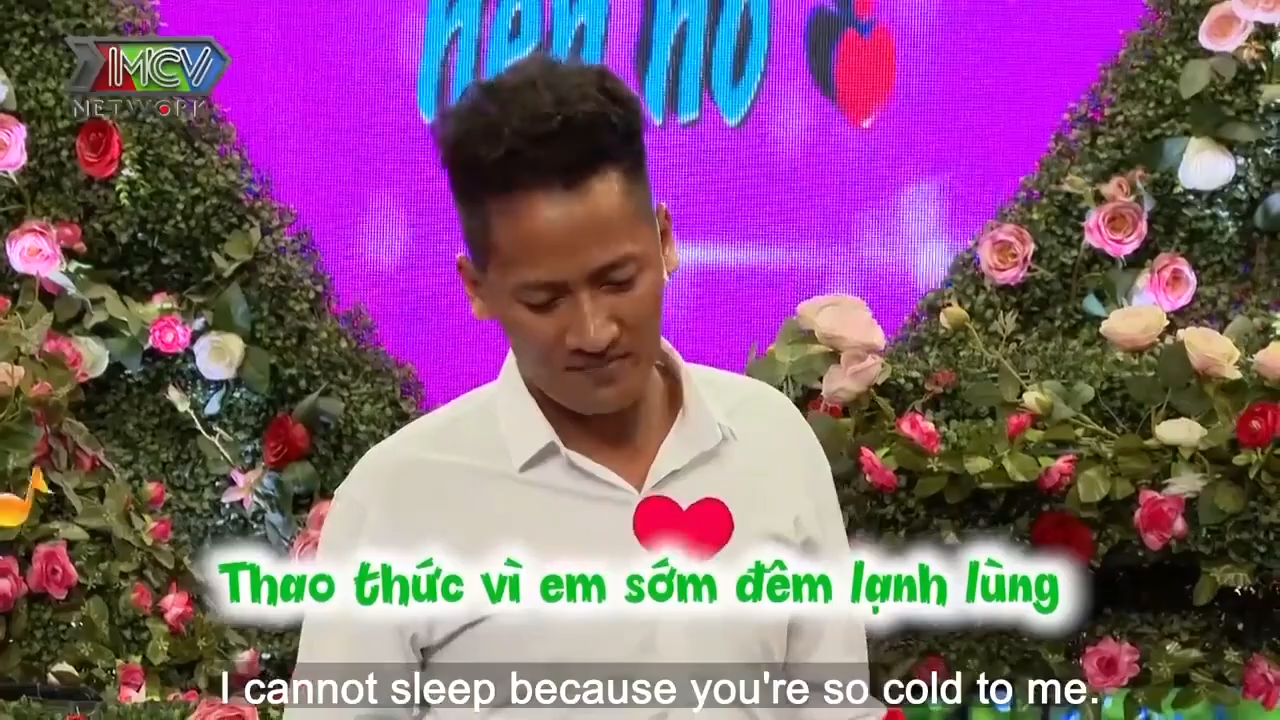 MCV
NETWORK
hẹn hò
Thao thức vì em sớm đêm lạnh lùng
I cannot sleep because you're so cold to me.